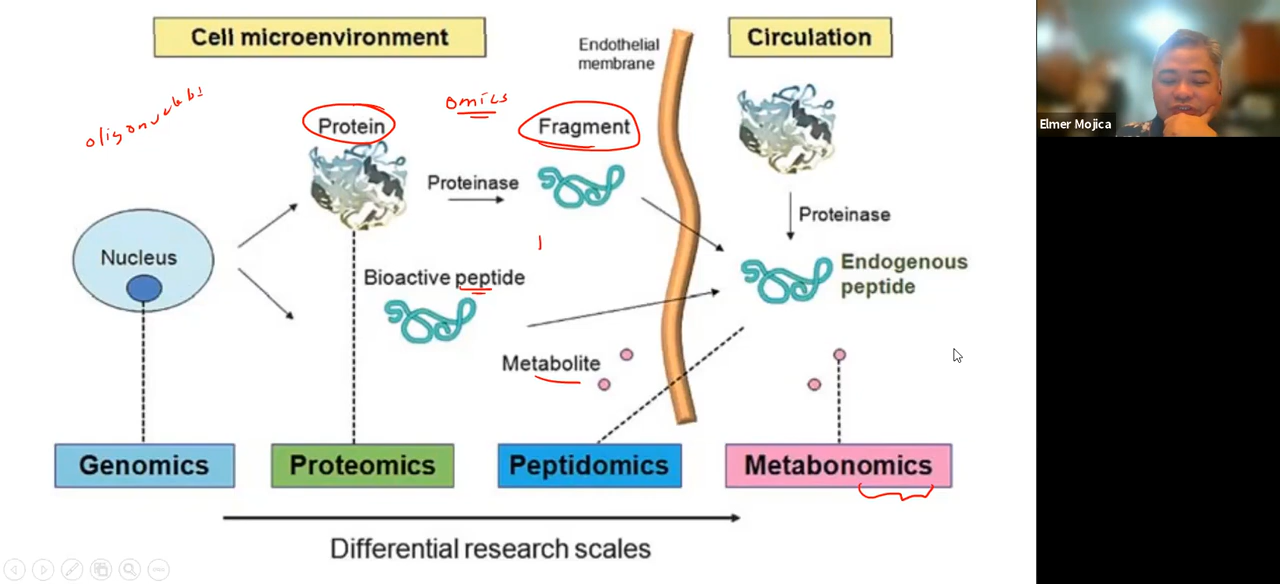 Cell microenvironment
Endothelial
membrane
Circulation
omics
Protein
Fragment
Proteinase
Proteinase
Nucleus
Bioactive peptide
Endogenous
peptide
Metabolite
Genomics
Proteomics
Peptidomics
Metabonomics
Differential research scales
Elmer Mojica